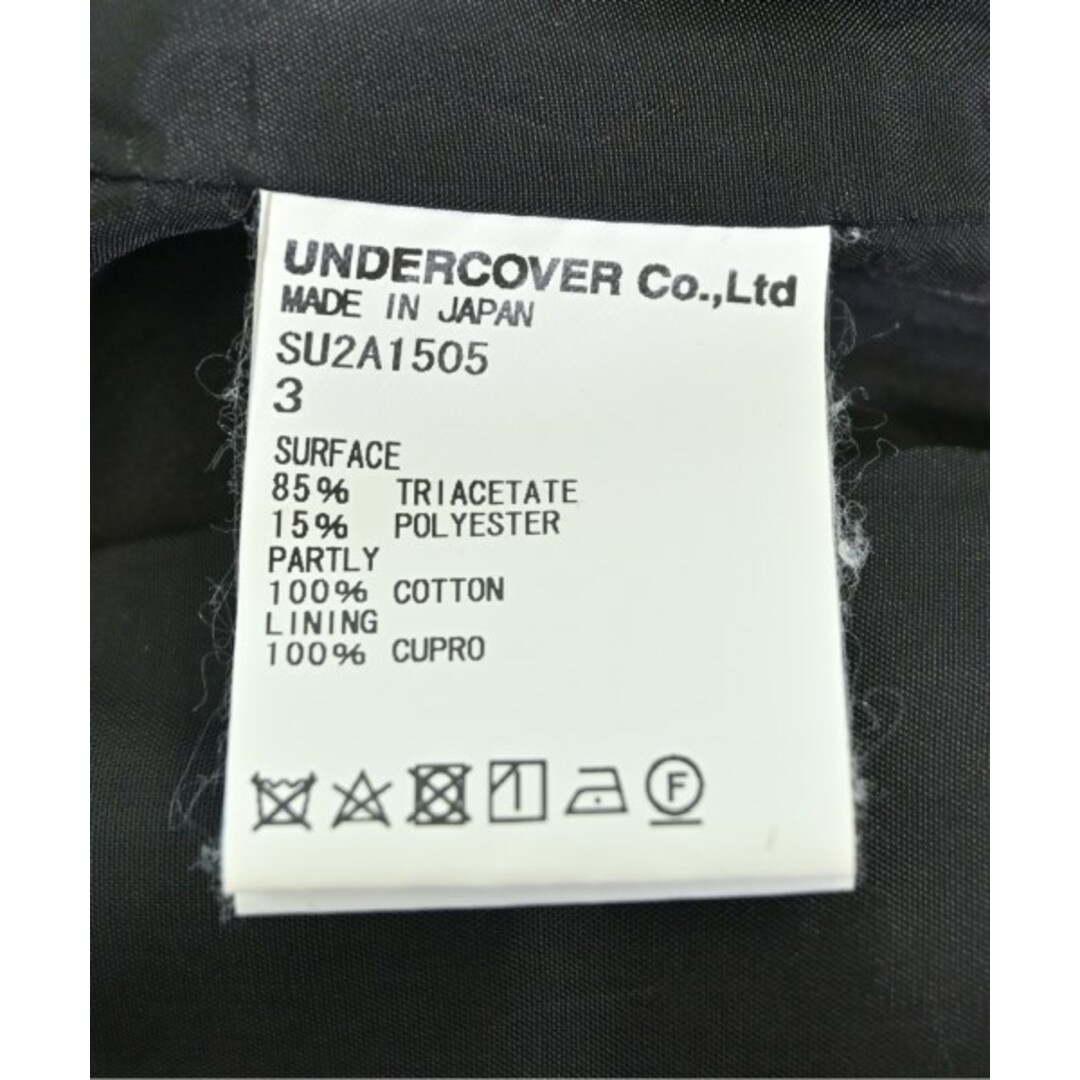 UNDERCOVER Co.,Ltd
MADE IN JAPAN
SU2A1505
3
SURFACE
85% TRIACETATE
15% POLYESTER
PARTLY
100% COTTON
LINING
100% CUPRO
F